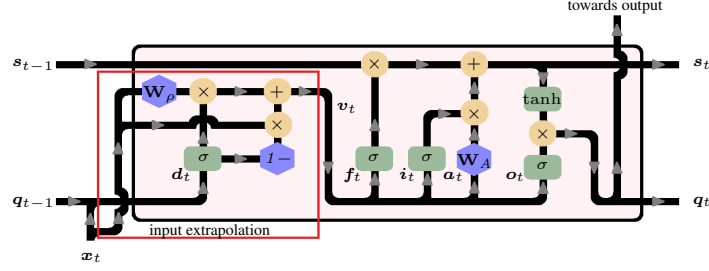 towards output
s_{t−1}
s_t
W_ρ
×
+
×
+
v_t
tanh
×
×
×
σ
1−
σ
σ
W_A
σ
d_t
f_t
i_t
a_t
o_t
q_{t−1}
q_t
input extrapolation
x_t